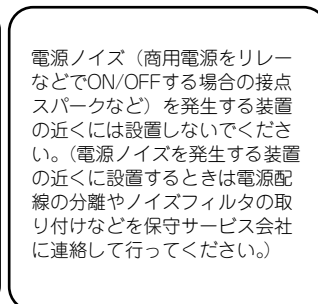 電源ノイズ（商用電源をリレー
などでON/OFFする場合の接点
スパークなど）を発生する装置
の近くには設置しないでくださ
い。（電源ノイズを発生する装置
の近くに設置するときは電源配
線の分離やノイズフィルタの取
り付けなどを保守サービス会社
に連絡して行ってください。）